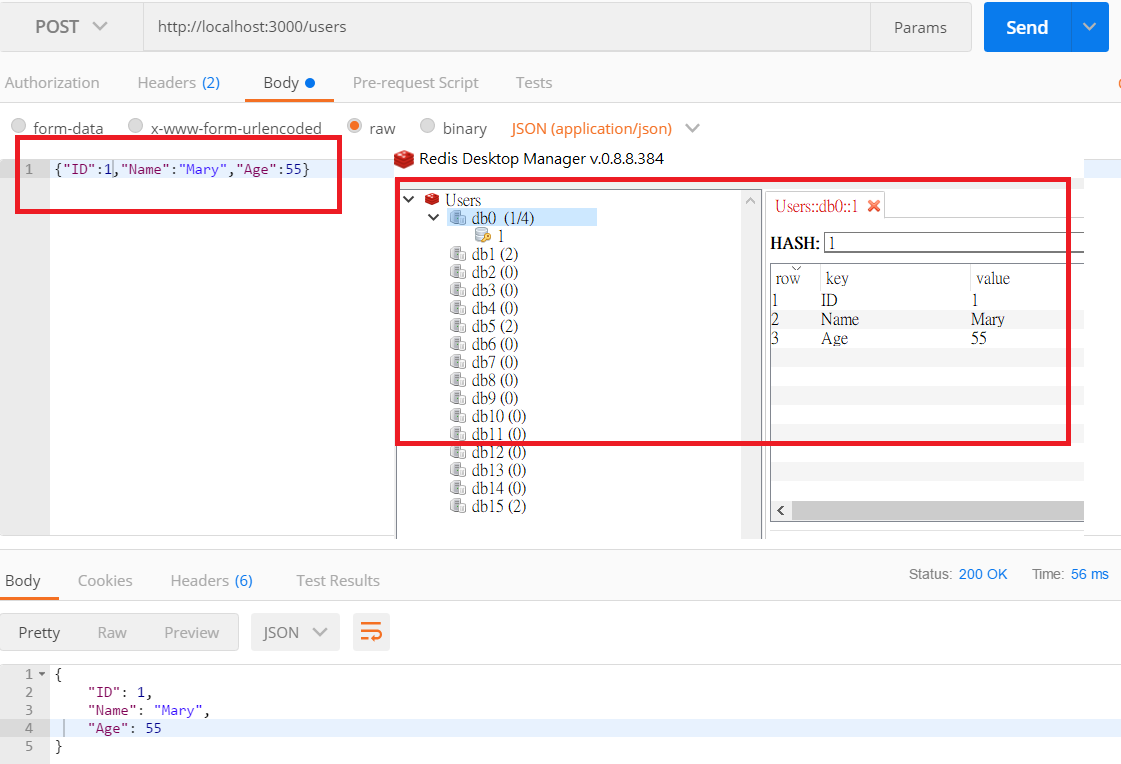 POST http://localhost:3000/users Params Send
Authorization Headers (2) Body Pre-request Script Tests
form-data x-www-form-urlencoded raw binary JSON (application/json)
1 {"ID":1,"Name":"Mary","Age":55}
Redis Desktop Manager v.0.8.8.384
Users
db0 (1/4)
1
db1 (2)
db2 (0)
db3 (0)
db4 (0)
db5 (2)
db6 (0)
db7 (0)
db8 (0)
db9 (0)
db10 (0)
db11 (0)
db12 (0)
db13 (0)
db14 (0)
db15 (2)
Users::db0::1
HASH: 1
row key value
1 ID 1
2 Name Mary
3 Age 55
Body Cookies Headers (6) Test Results Status: 200 OK Time: 56 ms
Pretty Raw Preview JSON
1 {
2 "ID": 1,
3 "Name": "Mary",
4 "Age": 55
5 }